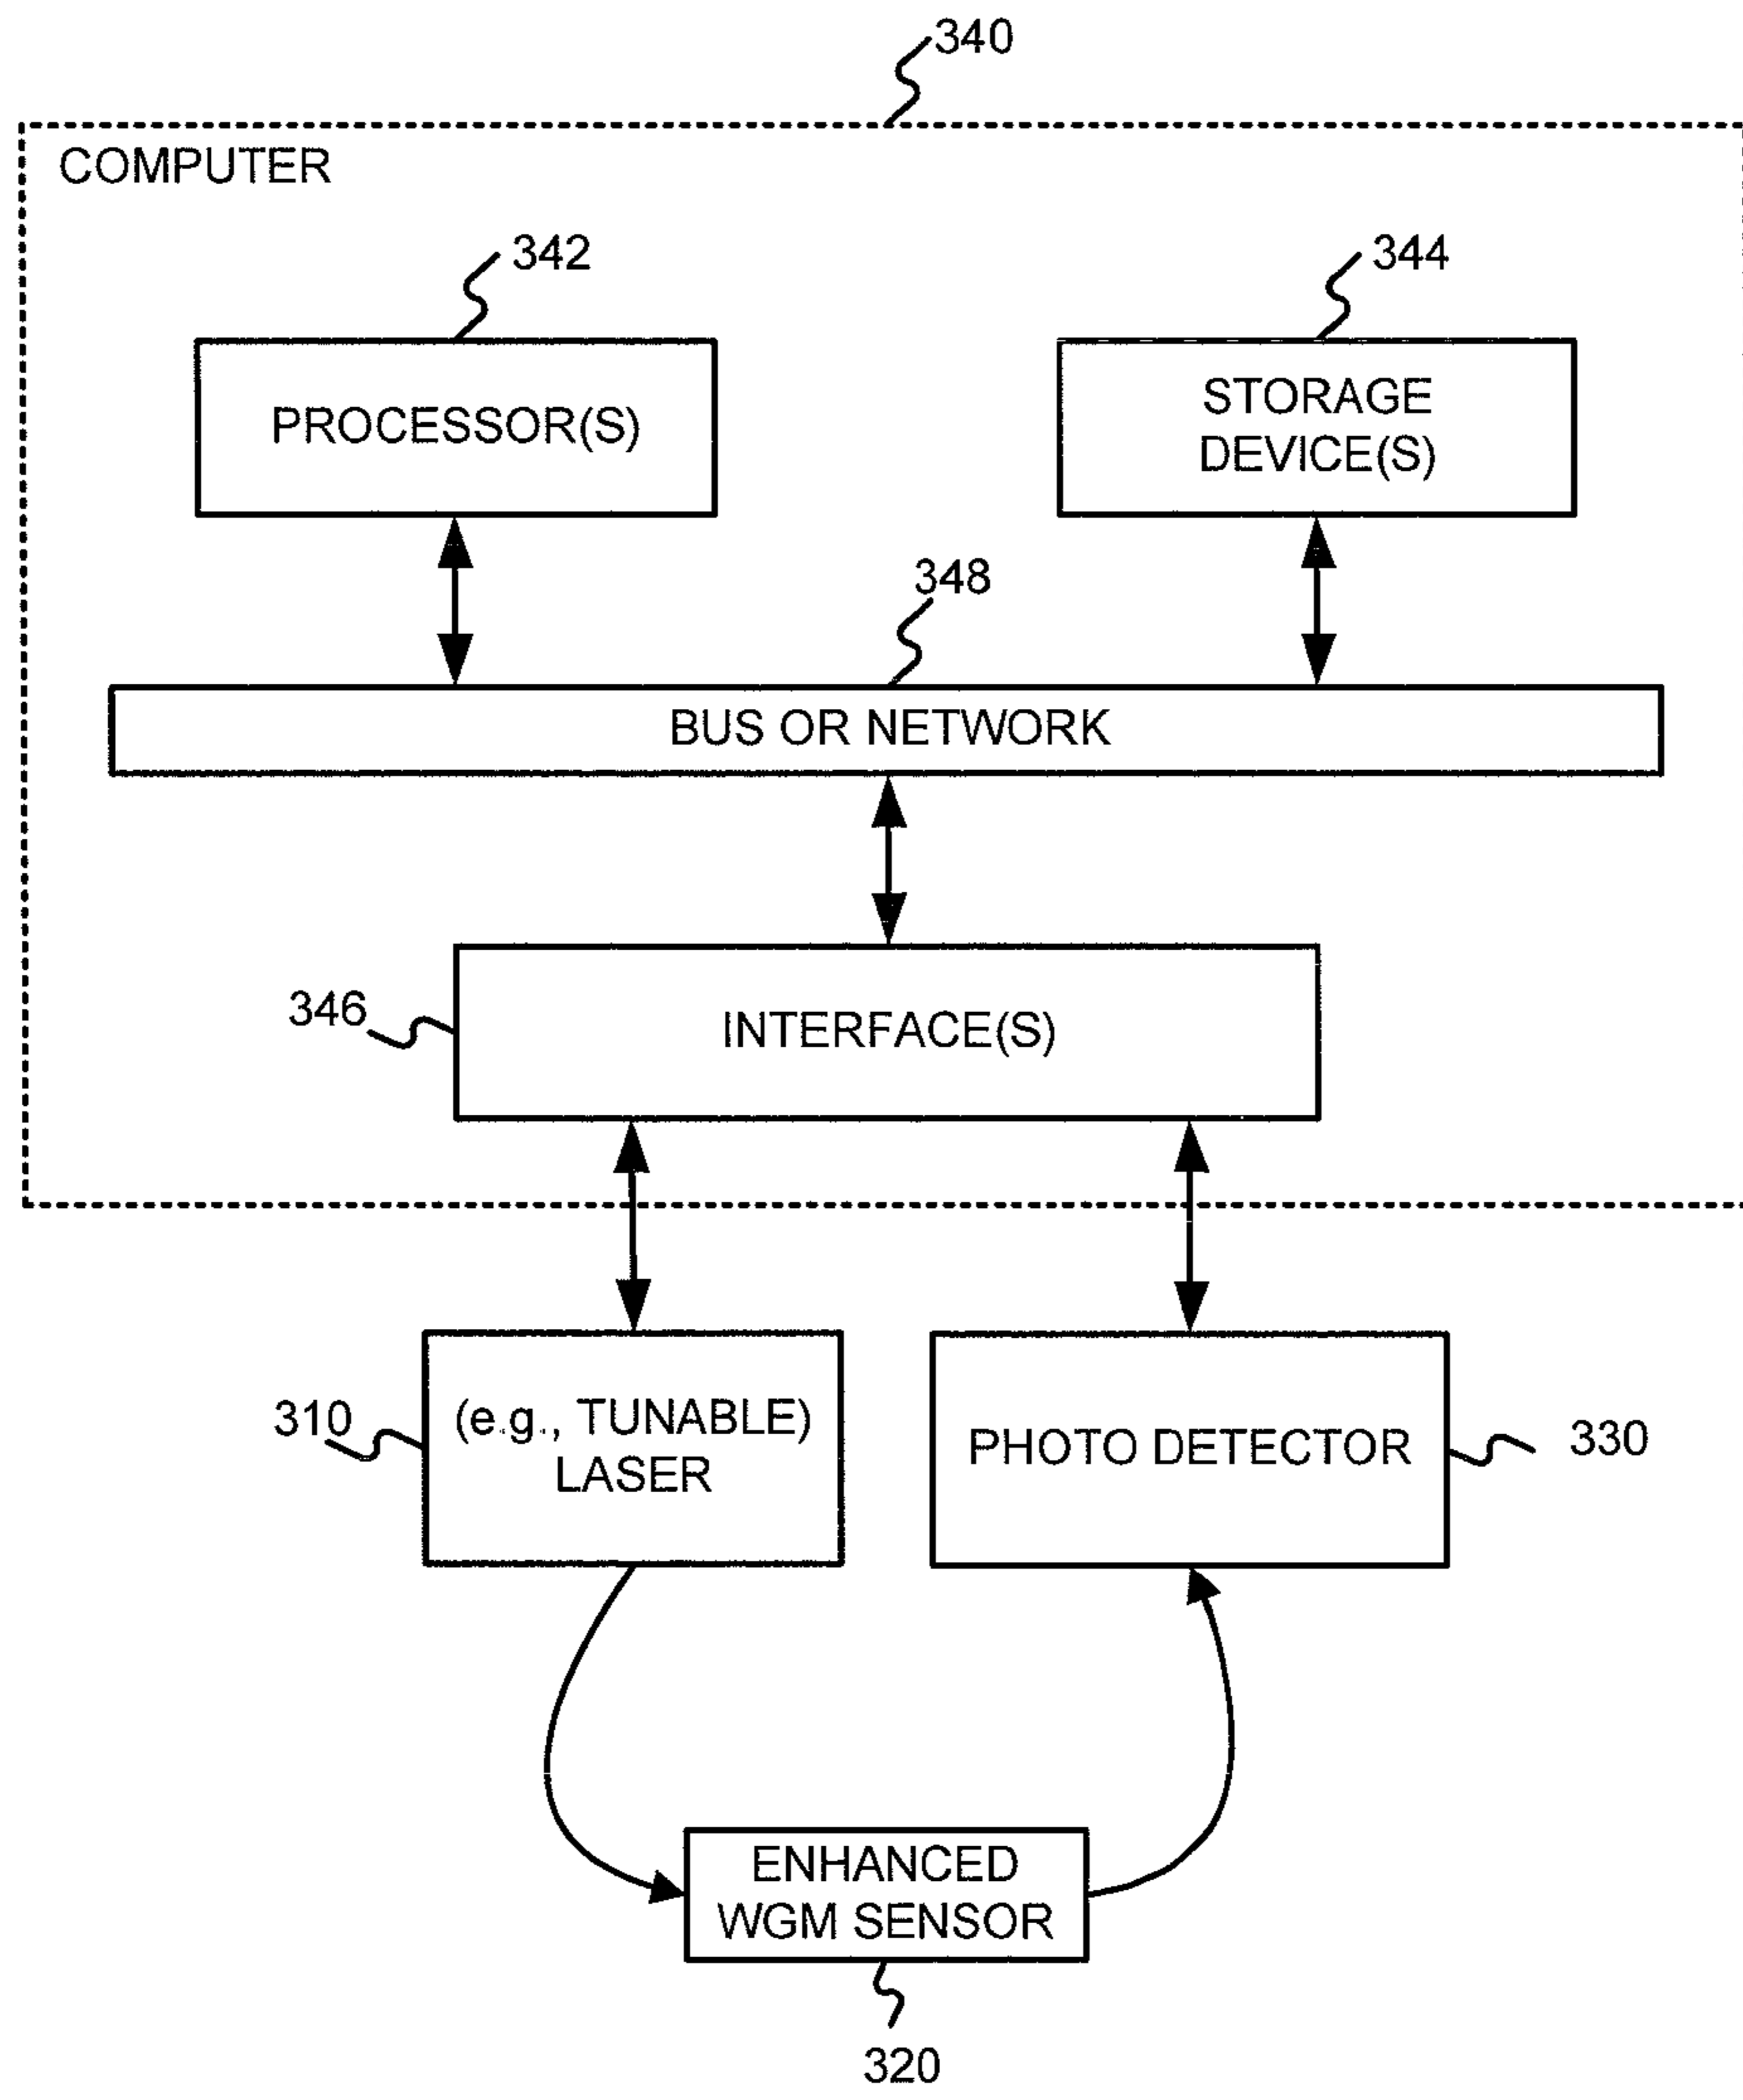 340
COMPUTER
342
344
PROCESSOR(S)
STORAGE
DEVICE(S)
348
BUS OR NETWORK
346
INTERFACE(S)
310
(e.g., TUNABLE)
LASER
PHOTO DETECTOR
330
ENHANCED
WGM SENSOR
320